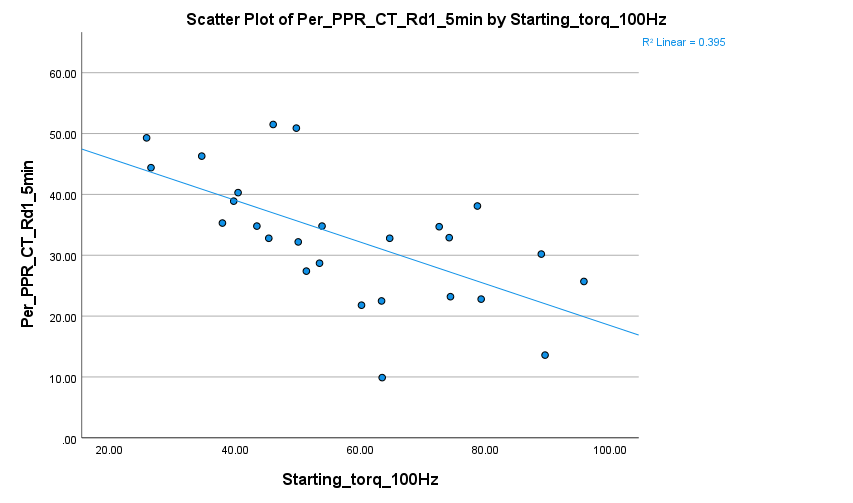 Scatter Plot of Per_PPR_CT_Rd1_5min by Starting_torq_100Hz
R² Linear = 0.395
60.00
50.00
40.00
30.00
20.00
10.00
.00
Per_PPR_CT_Rd1_5min
20.00 40.00 60.00 80.00 100.00
Starting_torq_100Hz